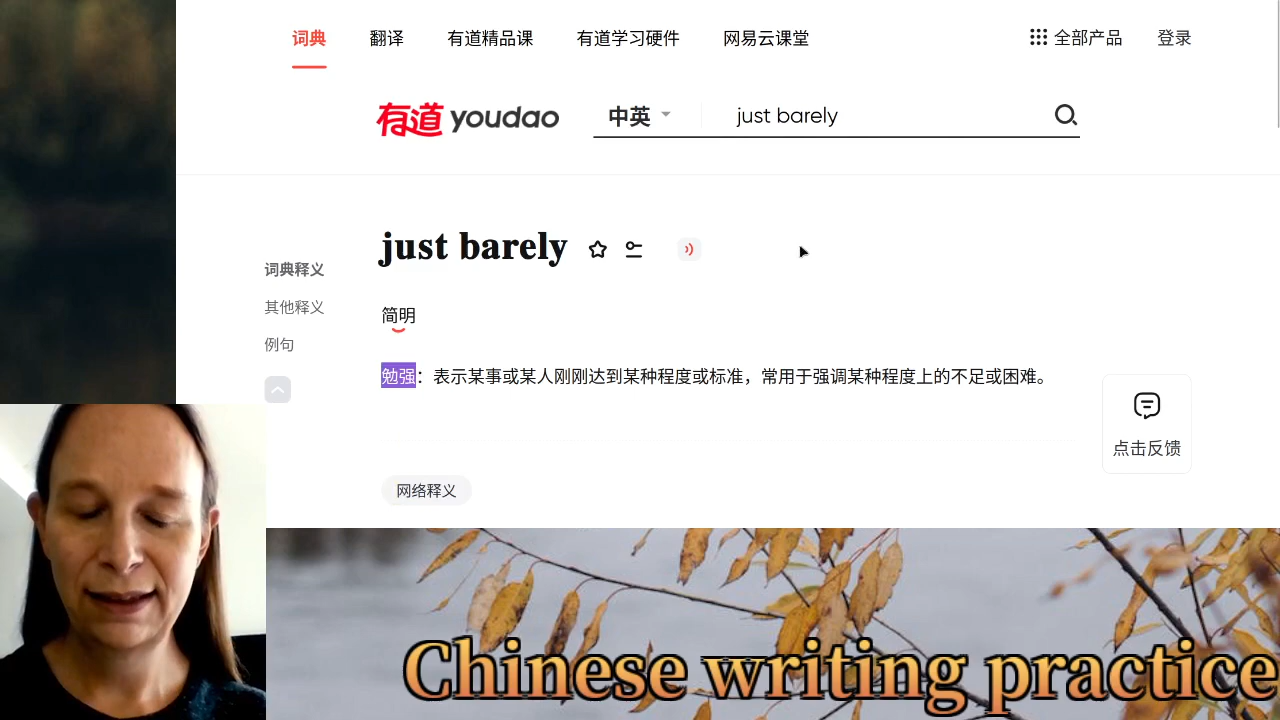 词典 翻译 有道精品课 有道学习硬件 网易云课堂 全部产品 登录
有道 youdao 中英 just barely
just barely
词典释义
其他释义
例句
简明
勉强：表示某事或某人刚刚达到某种程度或标准，常用于强调某种程度上的不足或困难。
点击反馈
网络释义
Chinese writing practice